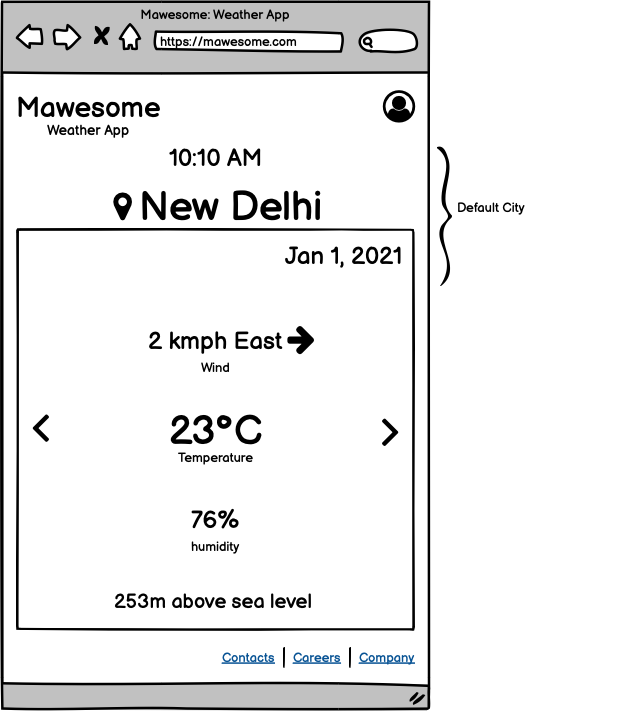 Mawesome: Weather App
https://mawesome.com
Mawesome
Weather App
10:10 AM
New Delhi
Default City
Jan 1, 2021
2 kmph East
Wind
23°C
Temperature
76%
humidity
253m above sea level
Contacts Careers Company